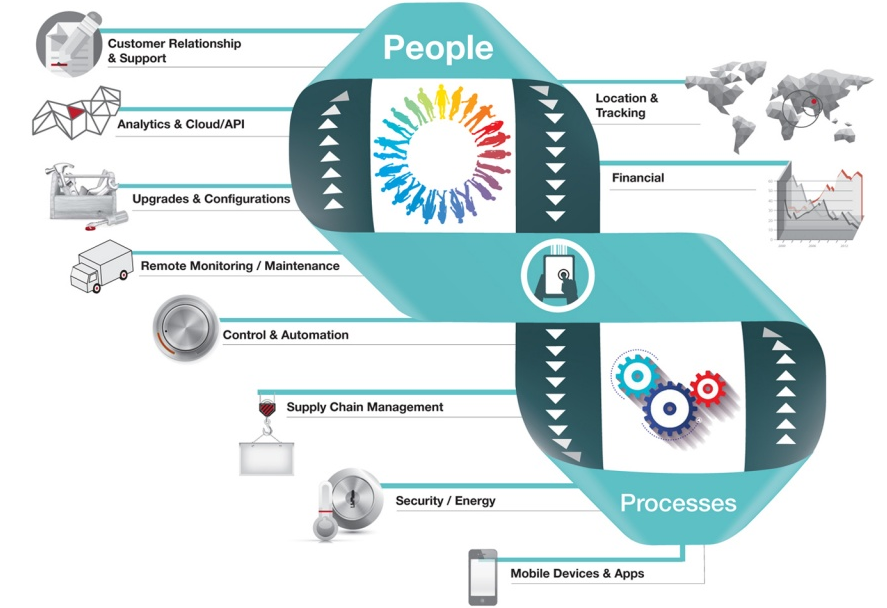 People
Customer Relationship
& Support
Analytics & Cloud/API
Upgrades & Configurations
Remote Monitoring / Maintenance
Control & Automation
Supply Chain Management
Security / Energy
Mobile Devices & Apps
Location &
Tracking
Financial
Processes